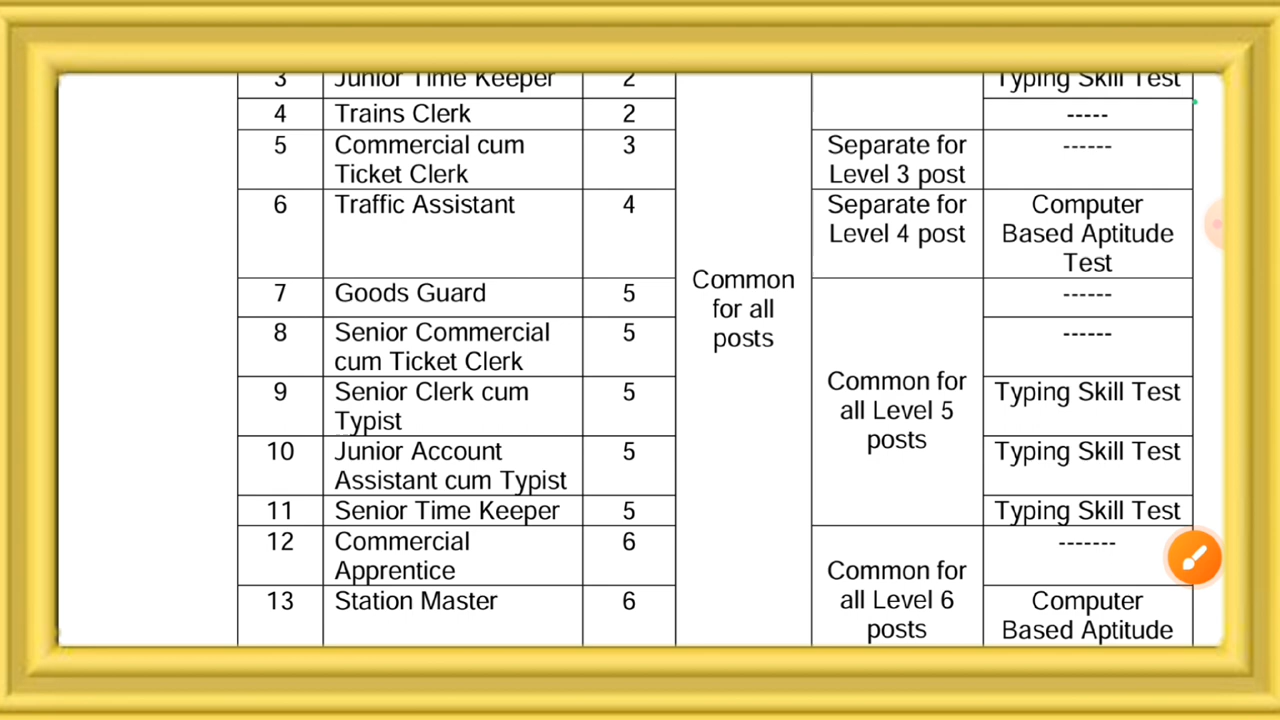 3 Junior Time Keeper 2 Typing Skill Test
4 Trains Clerk 2 -----
5 Commercial cum 3 Separate for ------
Ticket Clerk Level 3 post
6 Traffic Assistant 4 Separate for Computer
Level 4 post Based Aptitude
Test
Common
for all
posts
7 Goods Guard 5 ------
8 Senior Commercial 5 ------
cum Ticket Clerk
Common for
all Level 5
posts
9 Senior Clerk cum 5 Typing Skill Test
Typist
10 Junior Account 5 Typing Skill Test
Assistant cum Typist
11 Senior Time Keeper 5 Typing Skill Test
12 Commercial 6 -------
Apprentice
Common for
all Level 6
posts
13 Station Master 6 Computer
Based Aptitude